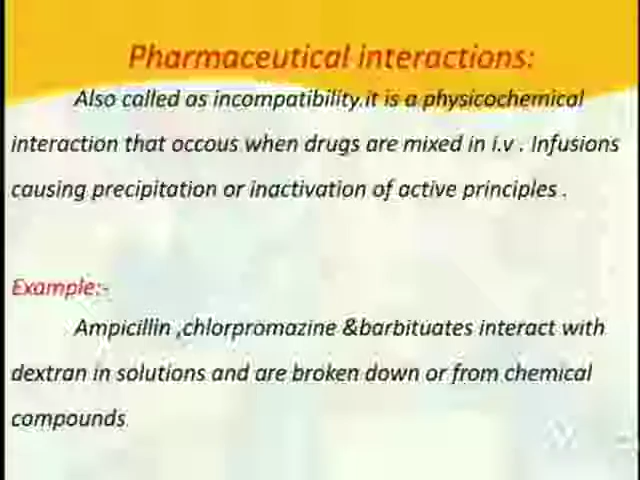 Pharmaceutical interactions:
Also called as incompatibility.it is a physicochemical
interaction that occous when drugs are mixed in i.v . Infusions
causing precipitation or inactivation of active principles .
Example:-
Ampicillin ,chlorpromazine &barbituates interact with
dextran in solutions and are broken down or from chemical
compounds